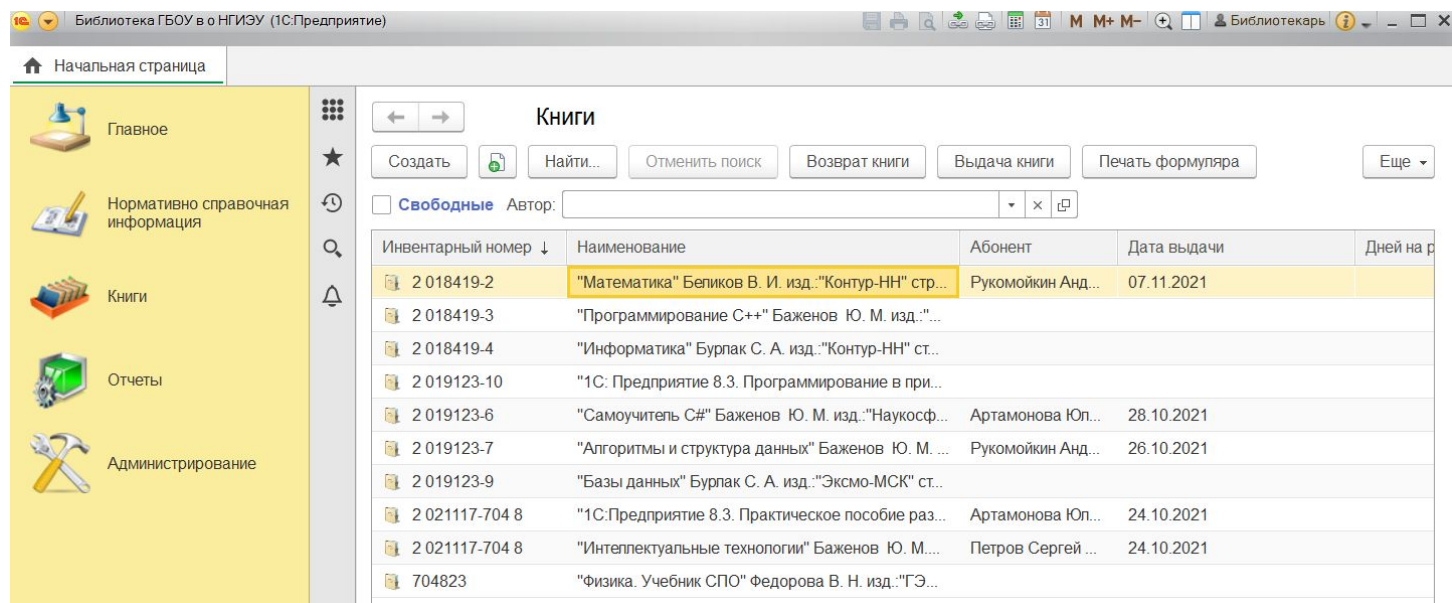 Библиотека ГБОУ в о НГИЭУ (1С:Предприятие) 31 M M+ M- Библиотекарь
Начальная страница
Главное
Нормативно справочная
информация
Книги
Отчеты
Администрирование
Книги
Создать Найти... Отменить поиск Возврат книги Выдача книги Печать формуляра Еще
Свободные Автор:
Инвентарный номер ↓ Наименование Абонент Дата выдачи Дней на р
2 018419-2 "Математика" Беликов В. И. изд.:"Контур-НН" стр... Рукомойкин Анд... 07.11.2021
2 018419-3 "Программирование С++" Баженов Ю. М. изд.:"...
2 018419-4 "Информатика" Бурлак С. А. изд.:"Контур-НН" ст...
2 019123-10 "1С: Предприятие 8.3. Программирование в при...
2 019123-6 "Самоучитель C#" Баженов Ю. М. изд.:"Наукосф... Артамонова Юл... 28.10.2021
2 019123-7 "Алгоритмы и структура данных" Баженов Ю. М. ... Рукомойкин Анд... 26.10.2021
2 019123-9 "Базы данных" Бурлак С. А. изд.:"Эксмо-МСК" ст...
2 021117-704 8 "1С:Предприятие 8.3. Практическое пособие раз... Артамонова Юл... 24.10.2021
2 021117-704 8 "Интеллектуальные технологии" Баженов Ю. М.... Петров Сергей ... 24.10.2021
704823 "Физика. Учебник СПО" Федорова В. Н. изд.:"ГЭ...